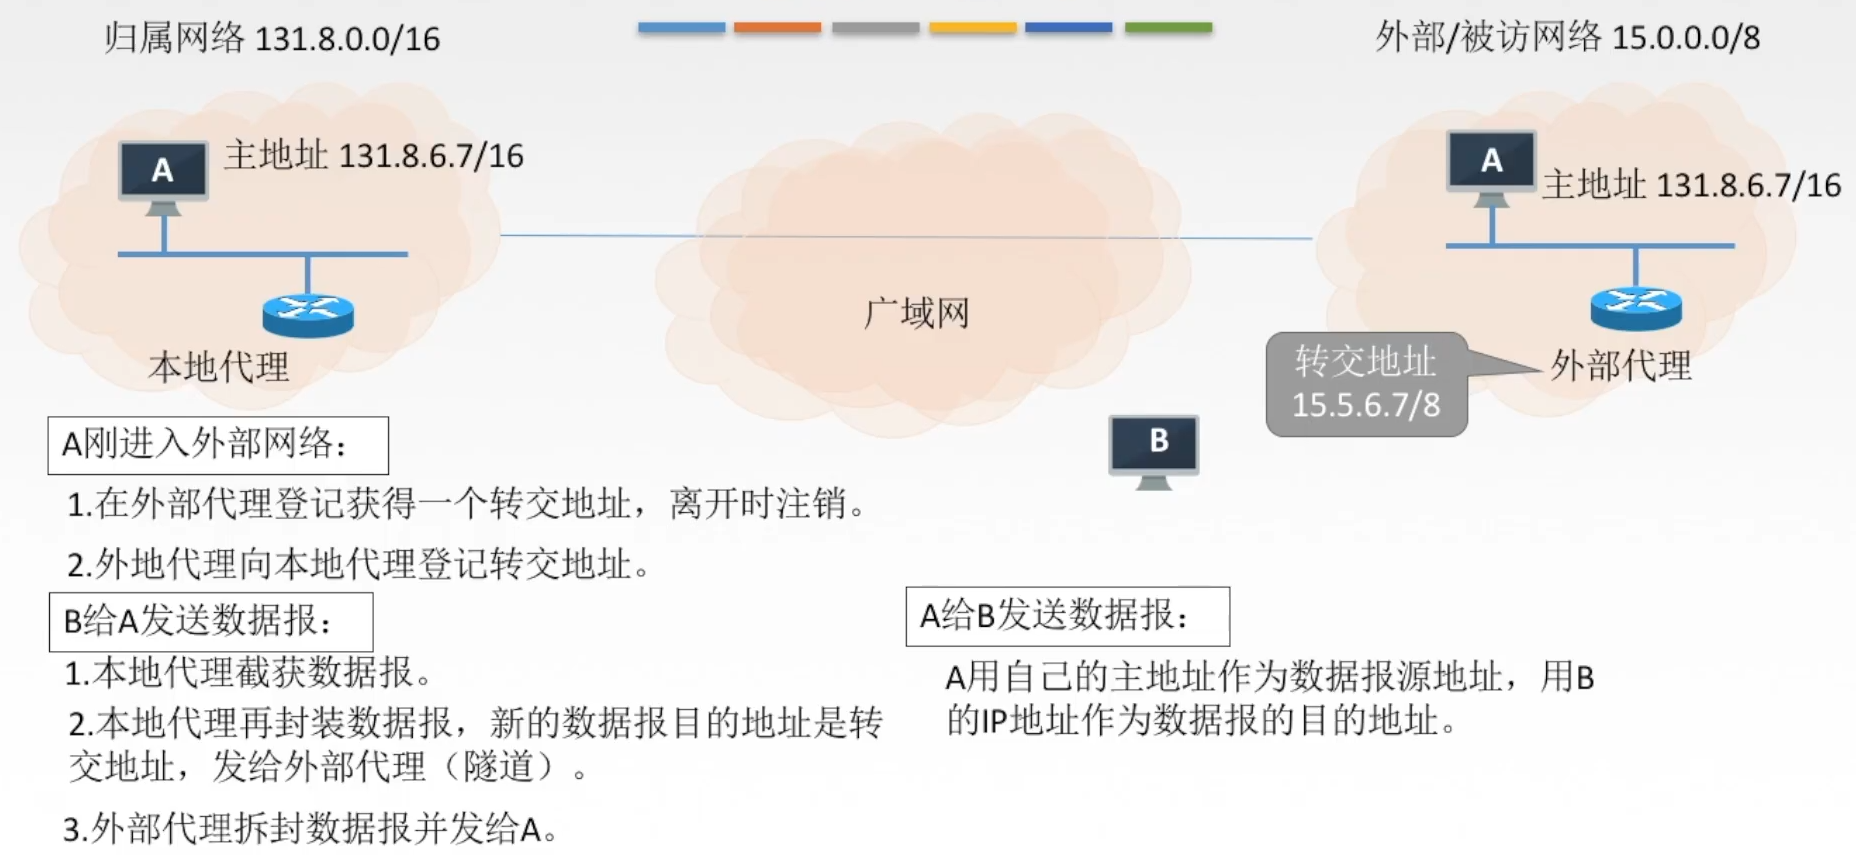 归属网络 131.8.0.0/16
外部/被访网络 15.0.0.0/8
A
主地址 131.8.6.7/16
A
主地址 131.8.6.7/16
广域网
本地代理
转交地址
15.5.6.7/8
外部代理
B
A刚进入外部网络：
1.在外部代理登记获得一个转交地址，离开时注销。
2.外地代理向本地代理登记转交地址。
B给A发送数据报：
1.本地代理截获数据报。
2.本地代理再封装数据报，新的数据报目的地址是转
交地址，发给外部代理（隧道）。
3.外部代理拆封数据报并发给A。
A给B发送数据报：
A用自己的主地址作为数据报源地址，用B
的IP地址作为数据报的目的地址。